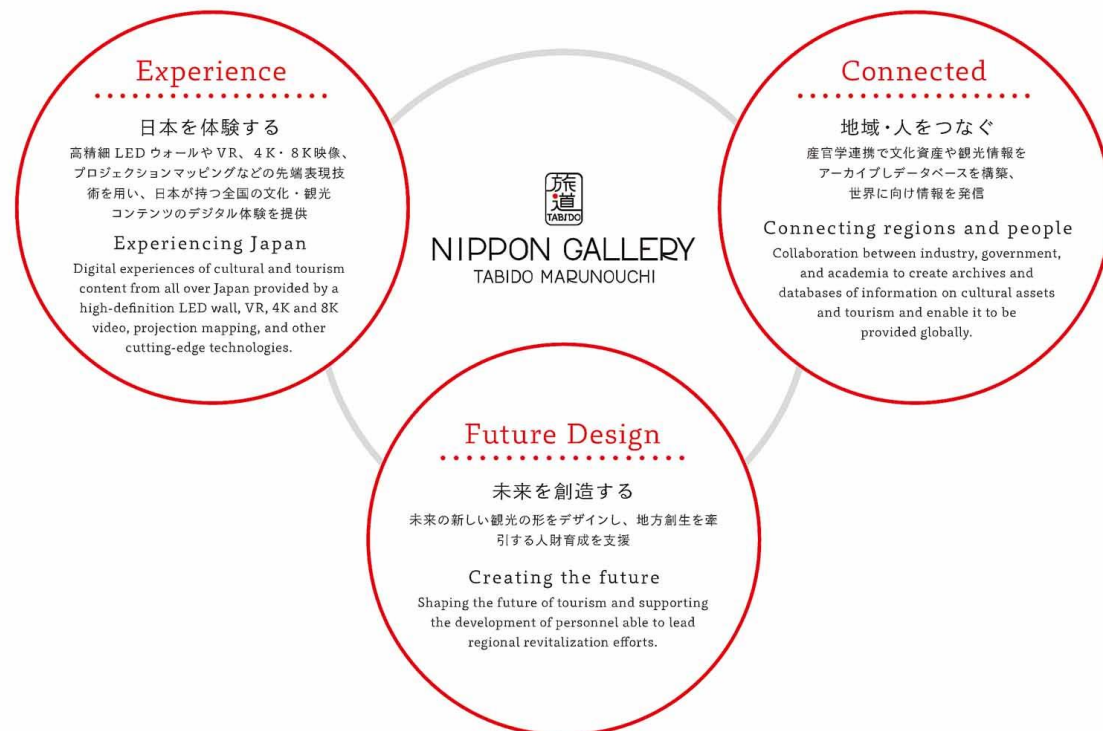 Experience
日本を体験する
高精細 LED ウォールや VR、4K・8K映像、
プロジェクションマッピングなどの先端表現技
術を用い、日本が持つ全国の文化・観光
コンテンツのデジタル体験を提供
Experiencing Japan
Digital experiences of cultural and tourism
content from all over Japan provided by a
high-definition LED wall, VR, 4K and 8K
video, projection mapping, and other
cutting-edge technologies.
旅
道
TABIDO
NIPPON GALLERY
TABIDO MARUNOUCHI
Connected
地域・人をつなぐ
産官学連携で文化資産や観光情報を
アーカイブしデータベースを構築、
世界に向け情報を発信
Connecting regions and people
Collaboration between industry, government,
and academia to create archives and
databases of information on cultural assets
and tourism and enable it to be
provided globally.
Future Design
未来を創造する
未来の新しい観光の形をデザインし、地方創生を牽
引する人財育成を支援
Creating the future
Shaping the future of tourism and supporting
the development of personnel able to lead
regional revitalization efforts.